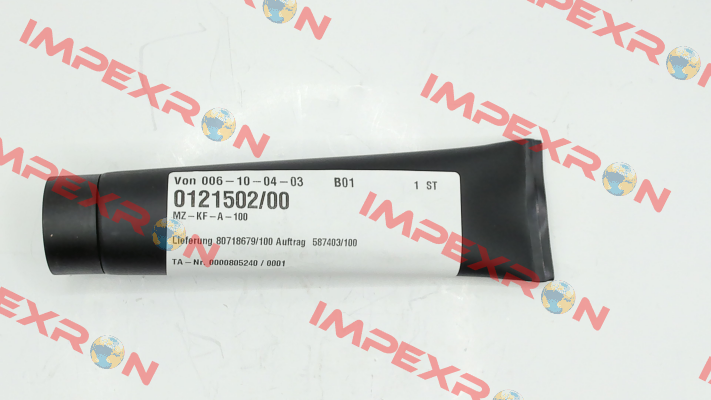 Von 006-10-04-03 B01 1 ST
0121502/00
MZ-KF-A-100
Lieferung 80718679/100 Auftrag 587403/100
TA-Nr. 0000805240 / 0001
IMPEXRON
IMPEXRON
IMPEXRON
IMPEXRON
IMPEXRON
IMPEXRON
IMPEXRON